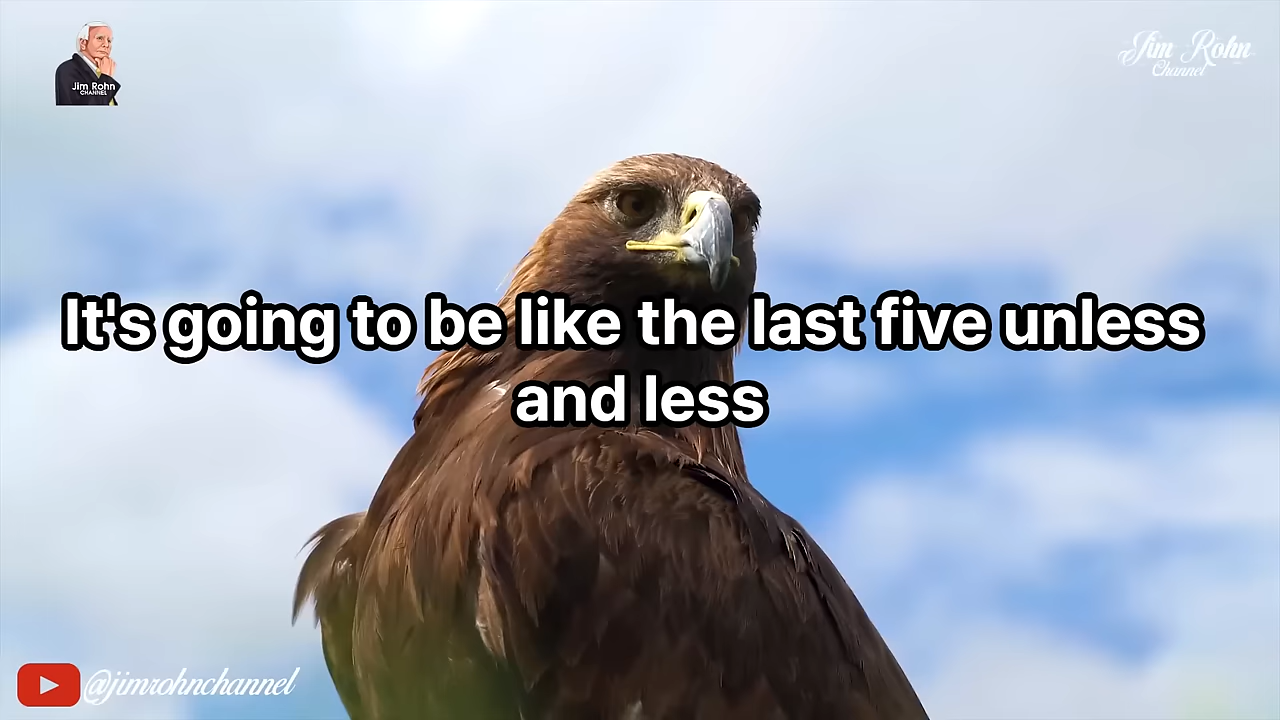 Jim Rohn
CHANNEL
Jim Rohn
Channel
It's going to be like the last five unless
and less
@jimrohnchannel